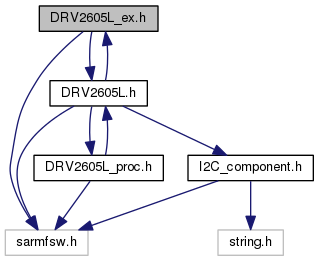 DRV2605L_ex.h
DRV2605L.h
DRV2605L_proc.h
I2C_component.h
sarmfsw.h
string.h